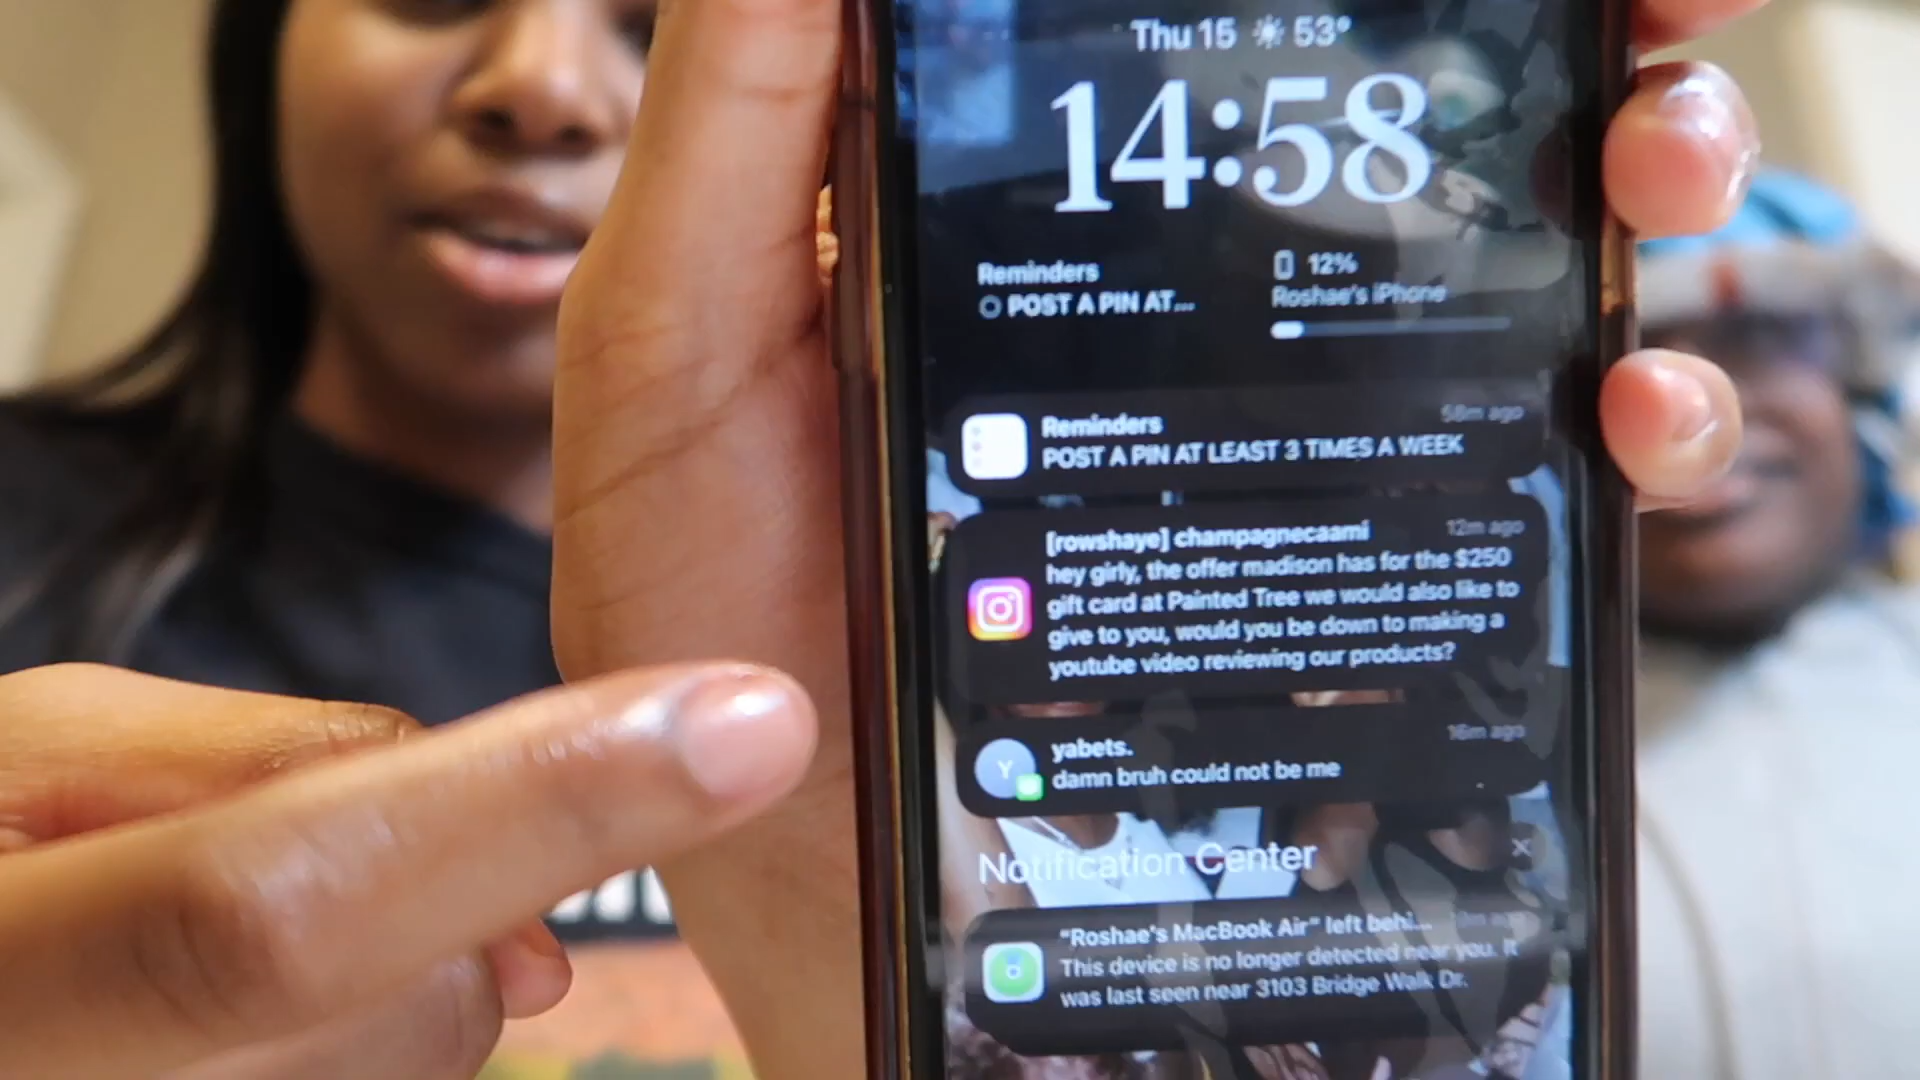 Thu 15 53°
14:58
Reminders
POST A PIN AT...
12%
Roshae's iPhone
Reminders
58m ago
POST A PIN AT LEAST 3 TIMES A WEEK
[rowshaye] champagnecaami
12m ago
hey girly, the offer madison has for the $250
gift card at Painted Tree we would also like to
give to you, would you be down to making a
youtube video reviewing our products?
Y
yabets.
16m ago
damn bruh could not be me
Notification Center
"Roshae's MacBook Air" left behi...
ago
This device is no longer detected near you. It
was last seen near 3103 Bridge Walk Dr.